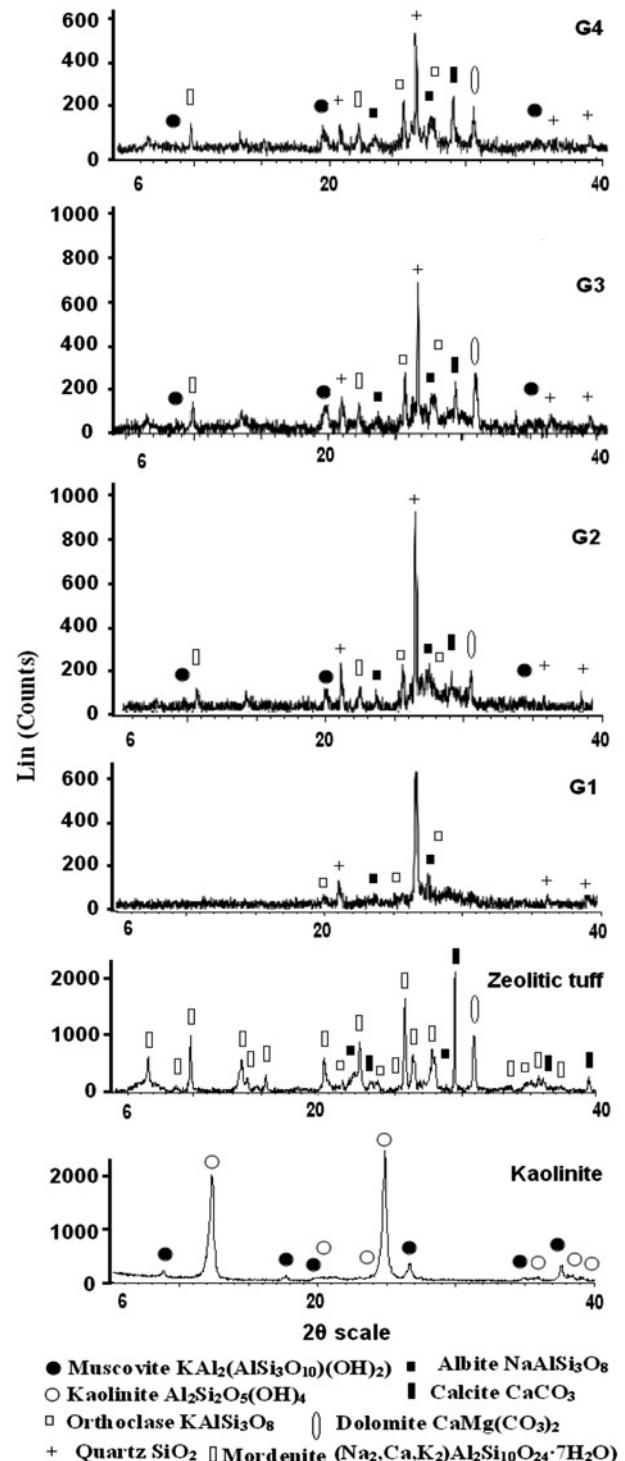 600
G4
400
200
0
6 20 40
1000
800
G3
600
400
200
0
6 20 40
1000
G2
800
600
400
200
0
6 20 40
Lin (Counts)
600
G1
400
200
0
20 40
2000
Zeolitic tuff
1000
0
6 20 40
2000
Kaolinite
1000
0
6 20 40
2θ scale
● Muscovite KAl₂(AlSi₃O₁₀)(OH)₂) ▪ Albite NaAlSi₃O₈
○ Kaolinite Al₂Si₂O₅(OH)₄ ▮ Calcite CaCO₃
□ Orthoclase KAlSi₃O₈ ⬯ Dolomite CaMg(CO₃)₂
+ Quartz SiO₂ ▯ Mordenite (Na₂,Ca,K₂)Al₂Si₁₀O₂₄·7H₂O)